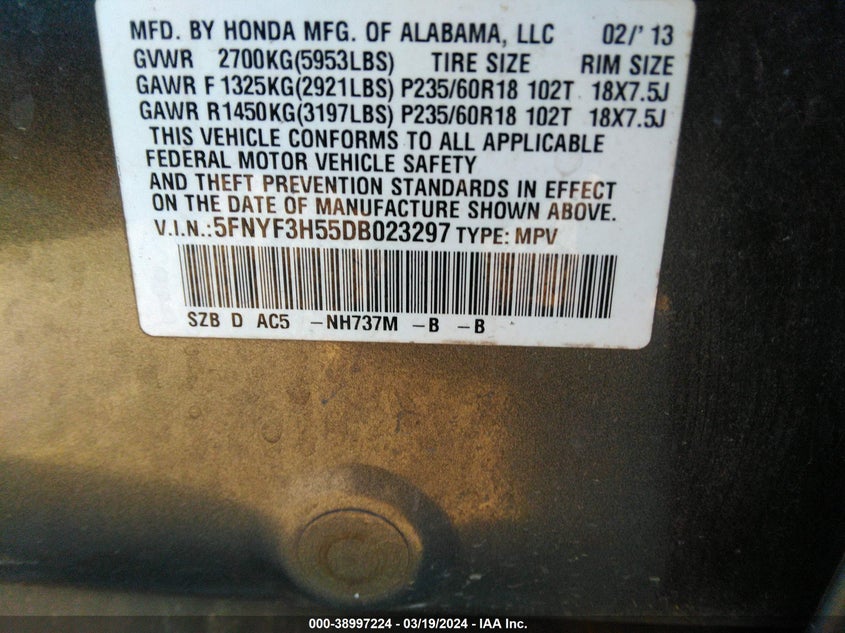 MFD. BY HONDA MFG. OF ALABAMA, LLC 02/' 13
GVWR 2700KG(5953LBS) TIRE SIZE RIM SIZE
GAWR F 1325KG(2921LBS) P235/60R18 102T 18X7.5J
GAWR R1450KG(3197LBS) P235/60R18 102T 18X7.5J
THIS VEHICLE CONFORMS TO ALL APPLICABLE
FEDERAL MOTOR VEHICLE SAFETY
AND THEFT PREVENTION STANDARDS IN EFFECT
ON THE DATE OF MANUFACTURE SHOWN ABOVE.
V.I.N.: 5FNYF3H55DB023297 TYPE: MPV
SZB D AC5 -NH737M -B -B
000-38997224 - 03/19/2024 - IAA Inc.